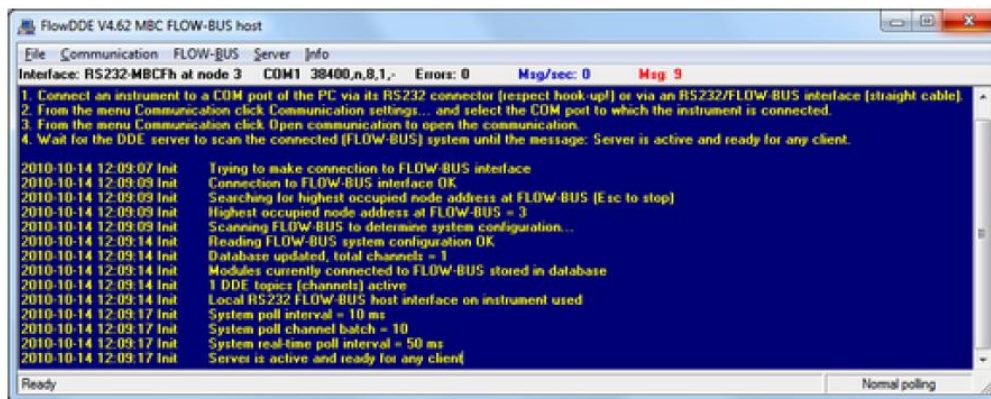 FlowDDE V4.62 MBC FLOW-BUS host
File Communication FLOW-BUS Server Info
Interface: RS232-MBCFh at node 3 COM1 38400,n,8,1,- Errors: 0 Msg/sec: 0 Msg: 9
1. Connect an instrument to a COM port of the PC via its RS232 connector (respect hook-up!) or via an RS232/FLOW-BUS interface (straight cable).
2. From the menu Communication click Communication settings... and select the COM port to which the instrument is connected.
3. From the menu Communication click Open communication to open the communication.
4. Wait for the DDE server to scan the connected (FLOW-BUS) system until the message: Server is active and ready for any client.
2010-10-14 12:09:07 Init Trying to make connection to FLOW-BUS interface
2010-10-14 12:09:09 Init Connection to FLOW-BUS interface OK
2010-10-14 12:09:09 Init Searching for highest occupied node address at FLOW-BUS (Esc to stop)
2010-10-14 12:09:09 Init Highest occupied node address at FLOW-BUS = 3
2010-10-14 12:09:09 Init Scanning FLOW-BUS to determine system configuration...
2010-10-14 12:09:14 Init Reading FLOW-BUS system configuration OK
2010-10-14 12:09:14 Init Database updated, total channels = 1
2010-10-14 12:09:14 Init Modules currently connected to FLOW-BUS stored in database
2010-10-14 12:09:14 Init 1 DDE topics (channels) active
2010-10-14 12:09:14 Init Local RS232 FLOW-BUS host interface on instrument used
2010-10-14 12:09:17 Init System poll interval = 10 ms
2010-10-14 12:09:17 Init System poll channel batch = 10
2010-10-14 12:09:17 Init System real-time poll interval = 50 ms
2010-10-14 12:09:17 Init Server is active and ready for any client
Ready Normal polling